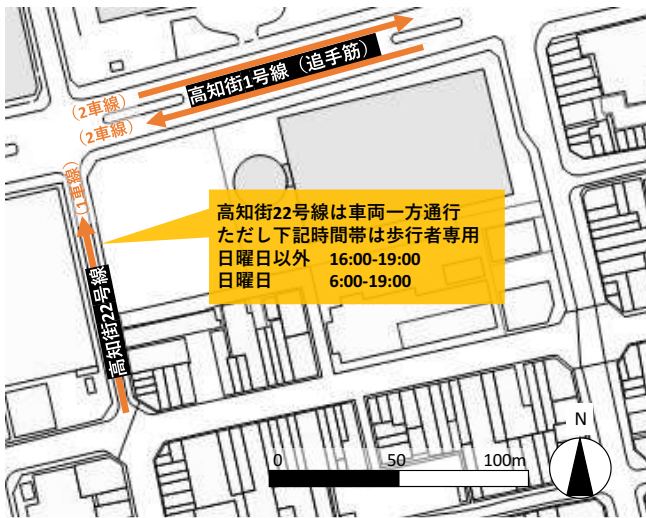 高知街1号線（追手筋）
（2車線）
（2車線）
（1車線）
高知街22号線は車両一方通行
ただし下記時間帯は歩行者専用
日曜日以外　16:00-19:00
日曜日　6:00-19:00
高知街22号線
N
0 50 100m